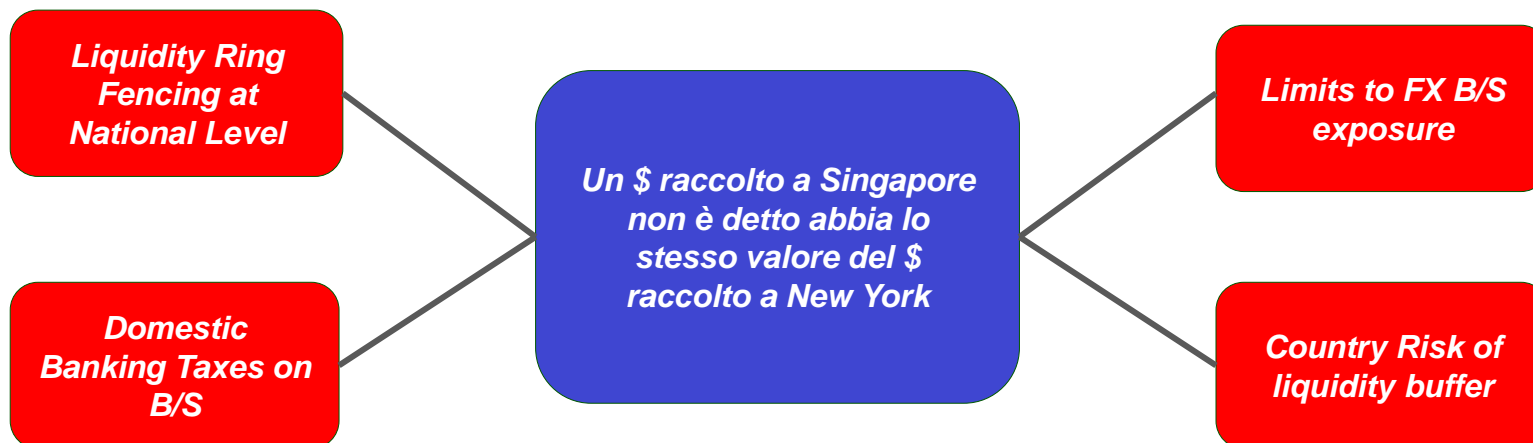 Liquidity Ring
Fencing at
National Level
Domestic
Banking Taxes on
B/S
Un $ raccolto a Singapore
non è detto abbia lo
stesso valore del $
raccolto a New York
Limits to FX B/S
exposure
Country Risk of
liquidity buffer